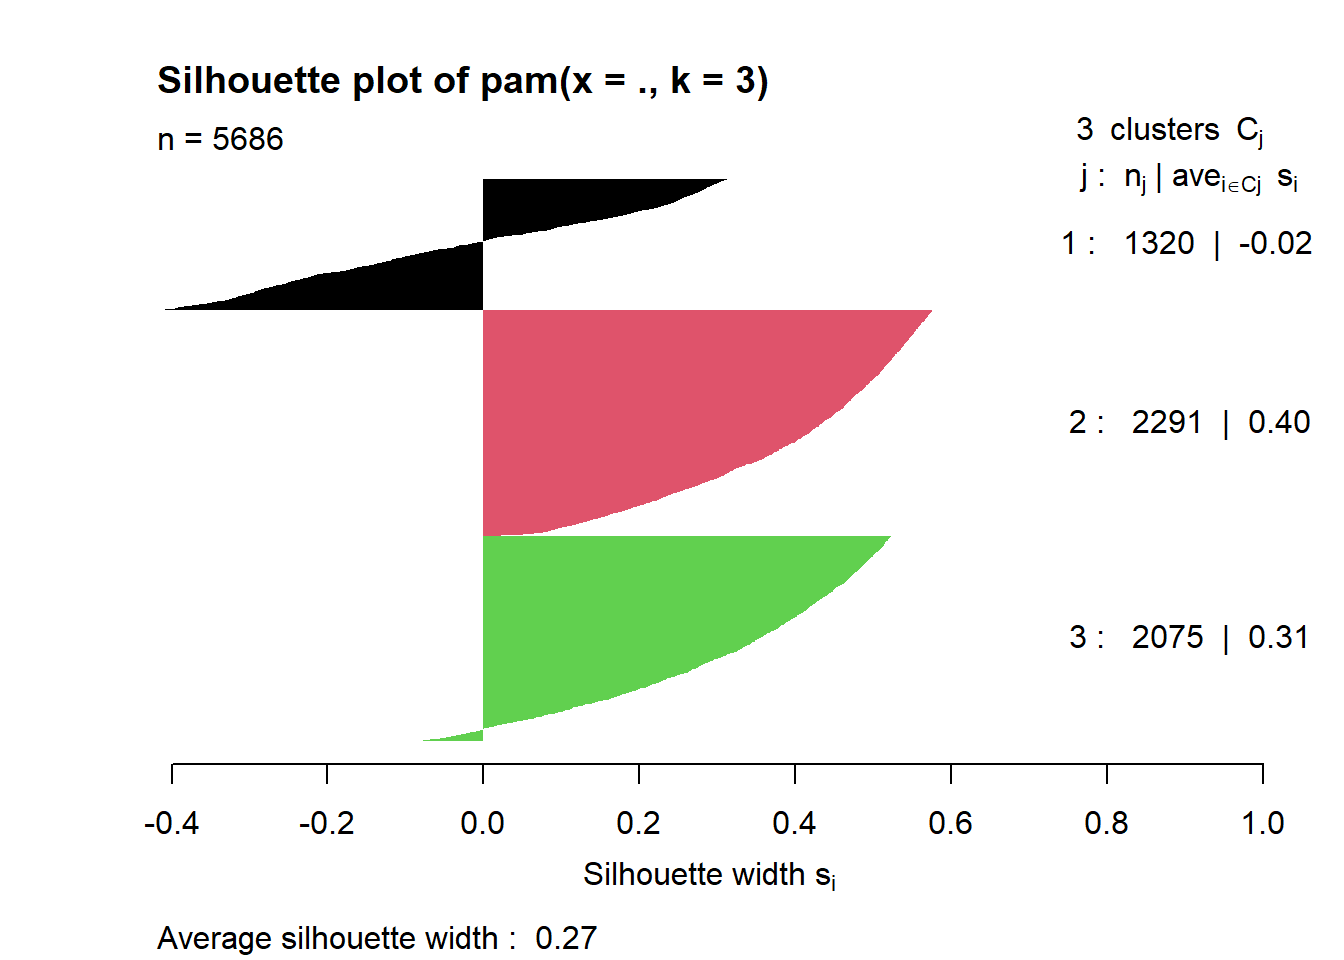 Silhouette plot of pam(x = ., k = 3)
n = 5686
3 clusters Cj
j : nj | avei∈Cj si
1 : 1320 | -0.02
2 : 2291 | 0.40
3 : 2075 | 0.31
-0.4 -0.2 0.0 0.2 0.4 0.6 0.8 1.0
Silhouette width si
Average silhouette width : 0.27